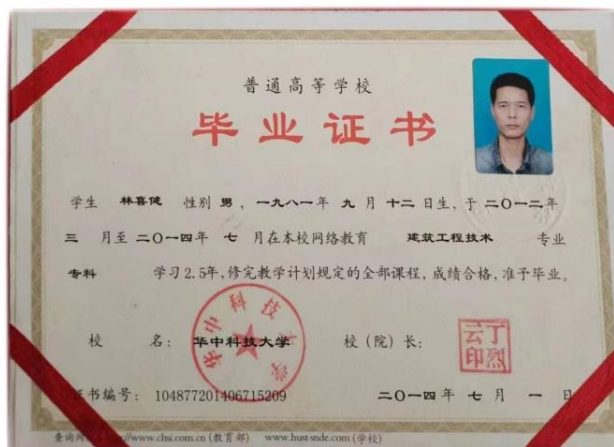 普通高等学校
毕业证书
学生 林喜健 性别 男，一九八一年 九 月 十二 日生，于 二〇一二年
三 月至 二〇一四年 七 月在本校网络教育 建筑工程技术 专业
专科 学习2.5年，修完教学计划规定的全部课程，成绩合格，准予毕业。
校 名：华中科技大学 校（院）长：
丁烈云印
证书编号：104877201406715209 二〇一四年 七 月 一 日
www.chsi.com.cn (教育部) www.hust-snde.com (学校)